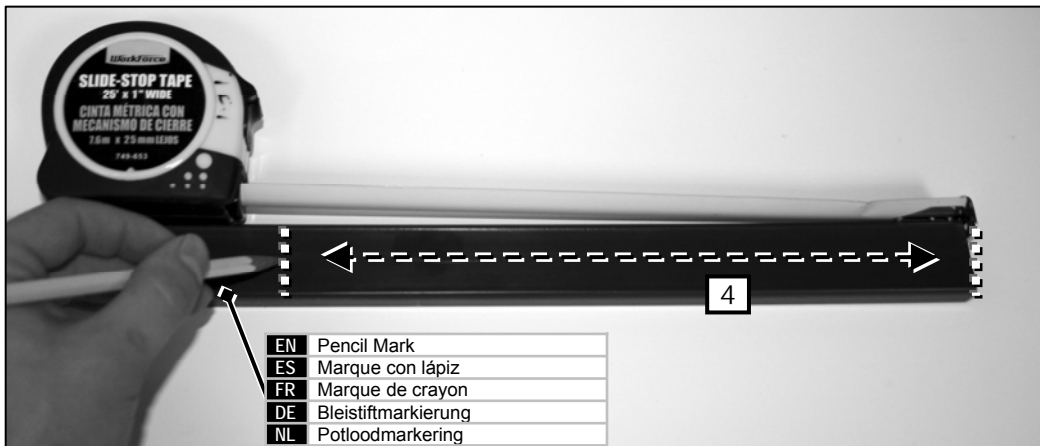 Workforce
SLIDE-STOP TAPE
25' x 1" WIDE
CINTA MÉTRICA CON
MECANISMO DE CIERRE
7.6m x 25mm LEJOS
749-653
4
EN Pencil Mark
ES Marque con lápiz
FR Marque de crayon
DE Bleistiftmarkierung
NL Potloodmarkering